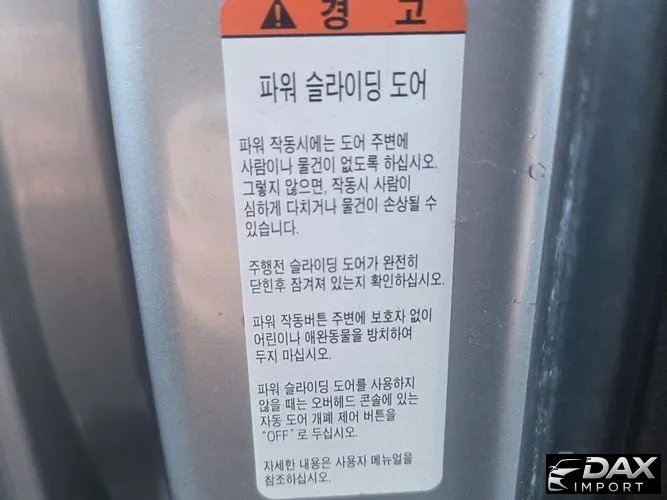 경 고
파워 슬라이딩 도어
파워 작동시에는 도어 주변에
사람이나 물건이 없도록 하십시오.
그렇지 않으면, 작동시 사람이
심하게 다치거나 물건이 손상될 수
있습니다.
주행전 슬라이딩 도어가 완전히
닫힌후 잠겨져 있는지 확인하십시오.
파워 작동버튼 주변에 보호자 없이
어린이나 애완동물을 방치하여
두지 마십시오.
파워 슬라이딩 도어를 사용하지
않을 때는 오버헤드 콘솔에 있는
자동 도어 개폐 제어 버튼을
“OFF”로 두십시오.
자세한 내용은 사용자 메뉴얼을
참조하십시오.
DAX
IMPORT